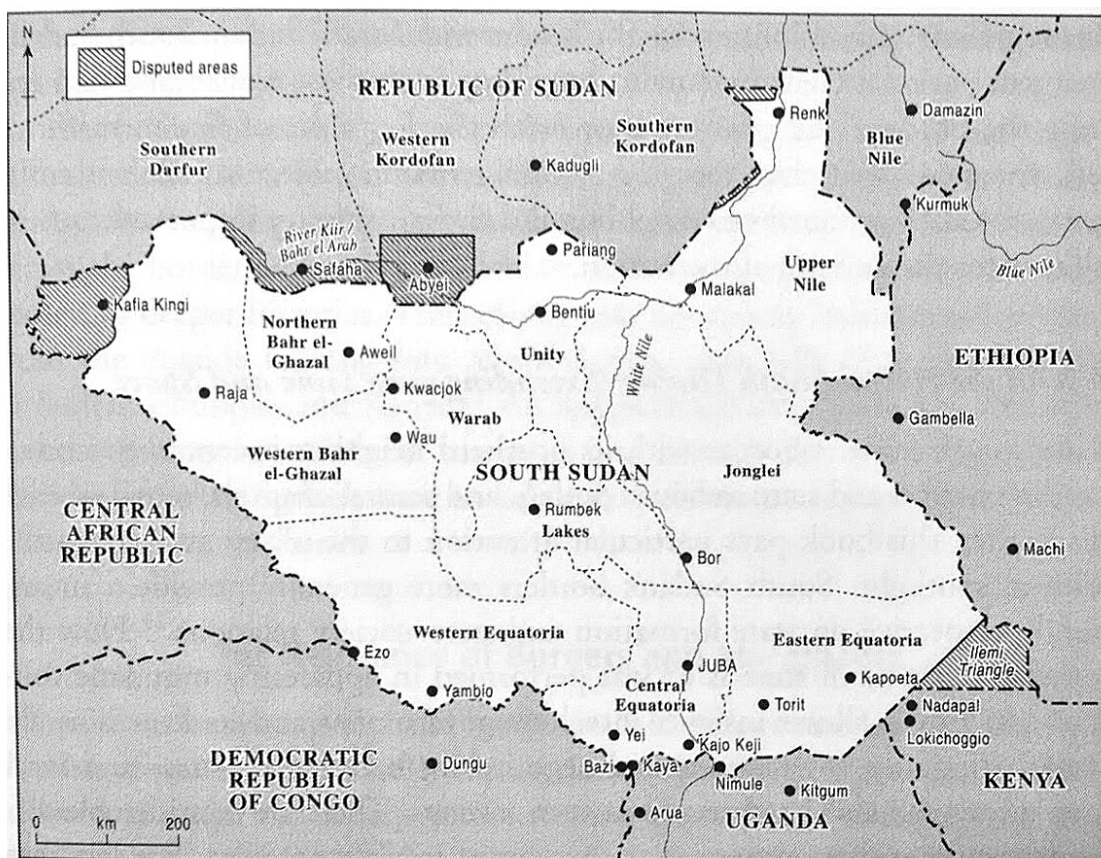 N
Disputed areas
REPUBLIC OF SUDAN
Southern
Darfur
Western
Kordofan
Kadugli
Southern
Kordofan
Renk
Blue
Nile
Damazin
Kurmuk
Blue Nile
River Kiir/
Bahr el Arab
Safaha
Abyei
Pariang
Upper
Nile
Kafia Kingi
Malakal
Bentiu
Northern
Bahr el-
Ghazal
Aweil
Unity
White Nile
ETHIOPIA
Raja
Kwacjok
Warab
Gambella
Wau
Western Bahr
el-Ghazal
SOUTH SUDAN
Jonglei
CENTRAL
AFRICAN
REPUBLIC
Rumbek
Lakes
Bor
Machi
Western Equatoria
Eastern Equatoria
Ilemi
Triangle
Ezo
JUBA
Kapoeta
Yambio
Central
Equatoria
Torit
Nadapal
Lokichoggio
Yei
Kajo Keji
DEMOCRATIC
REPUBLIC
OF CONGO
Dungu
Bazi
Kaya
Nimule
Kitgum
KENYA
Arua
UGANDA
0 km 200